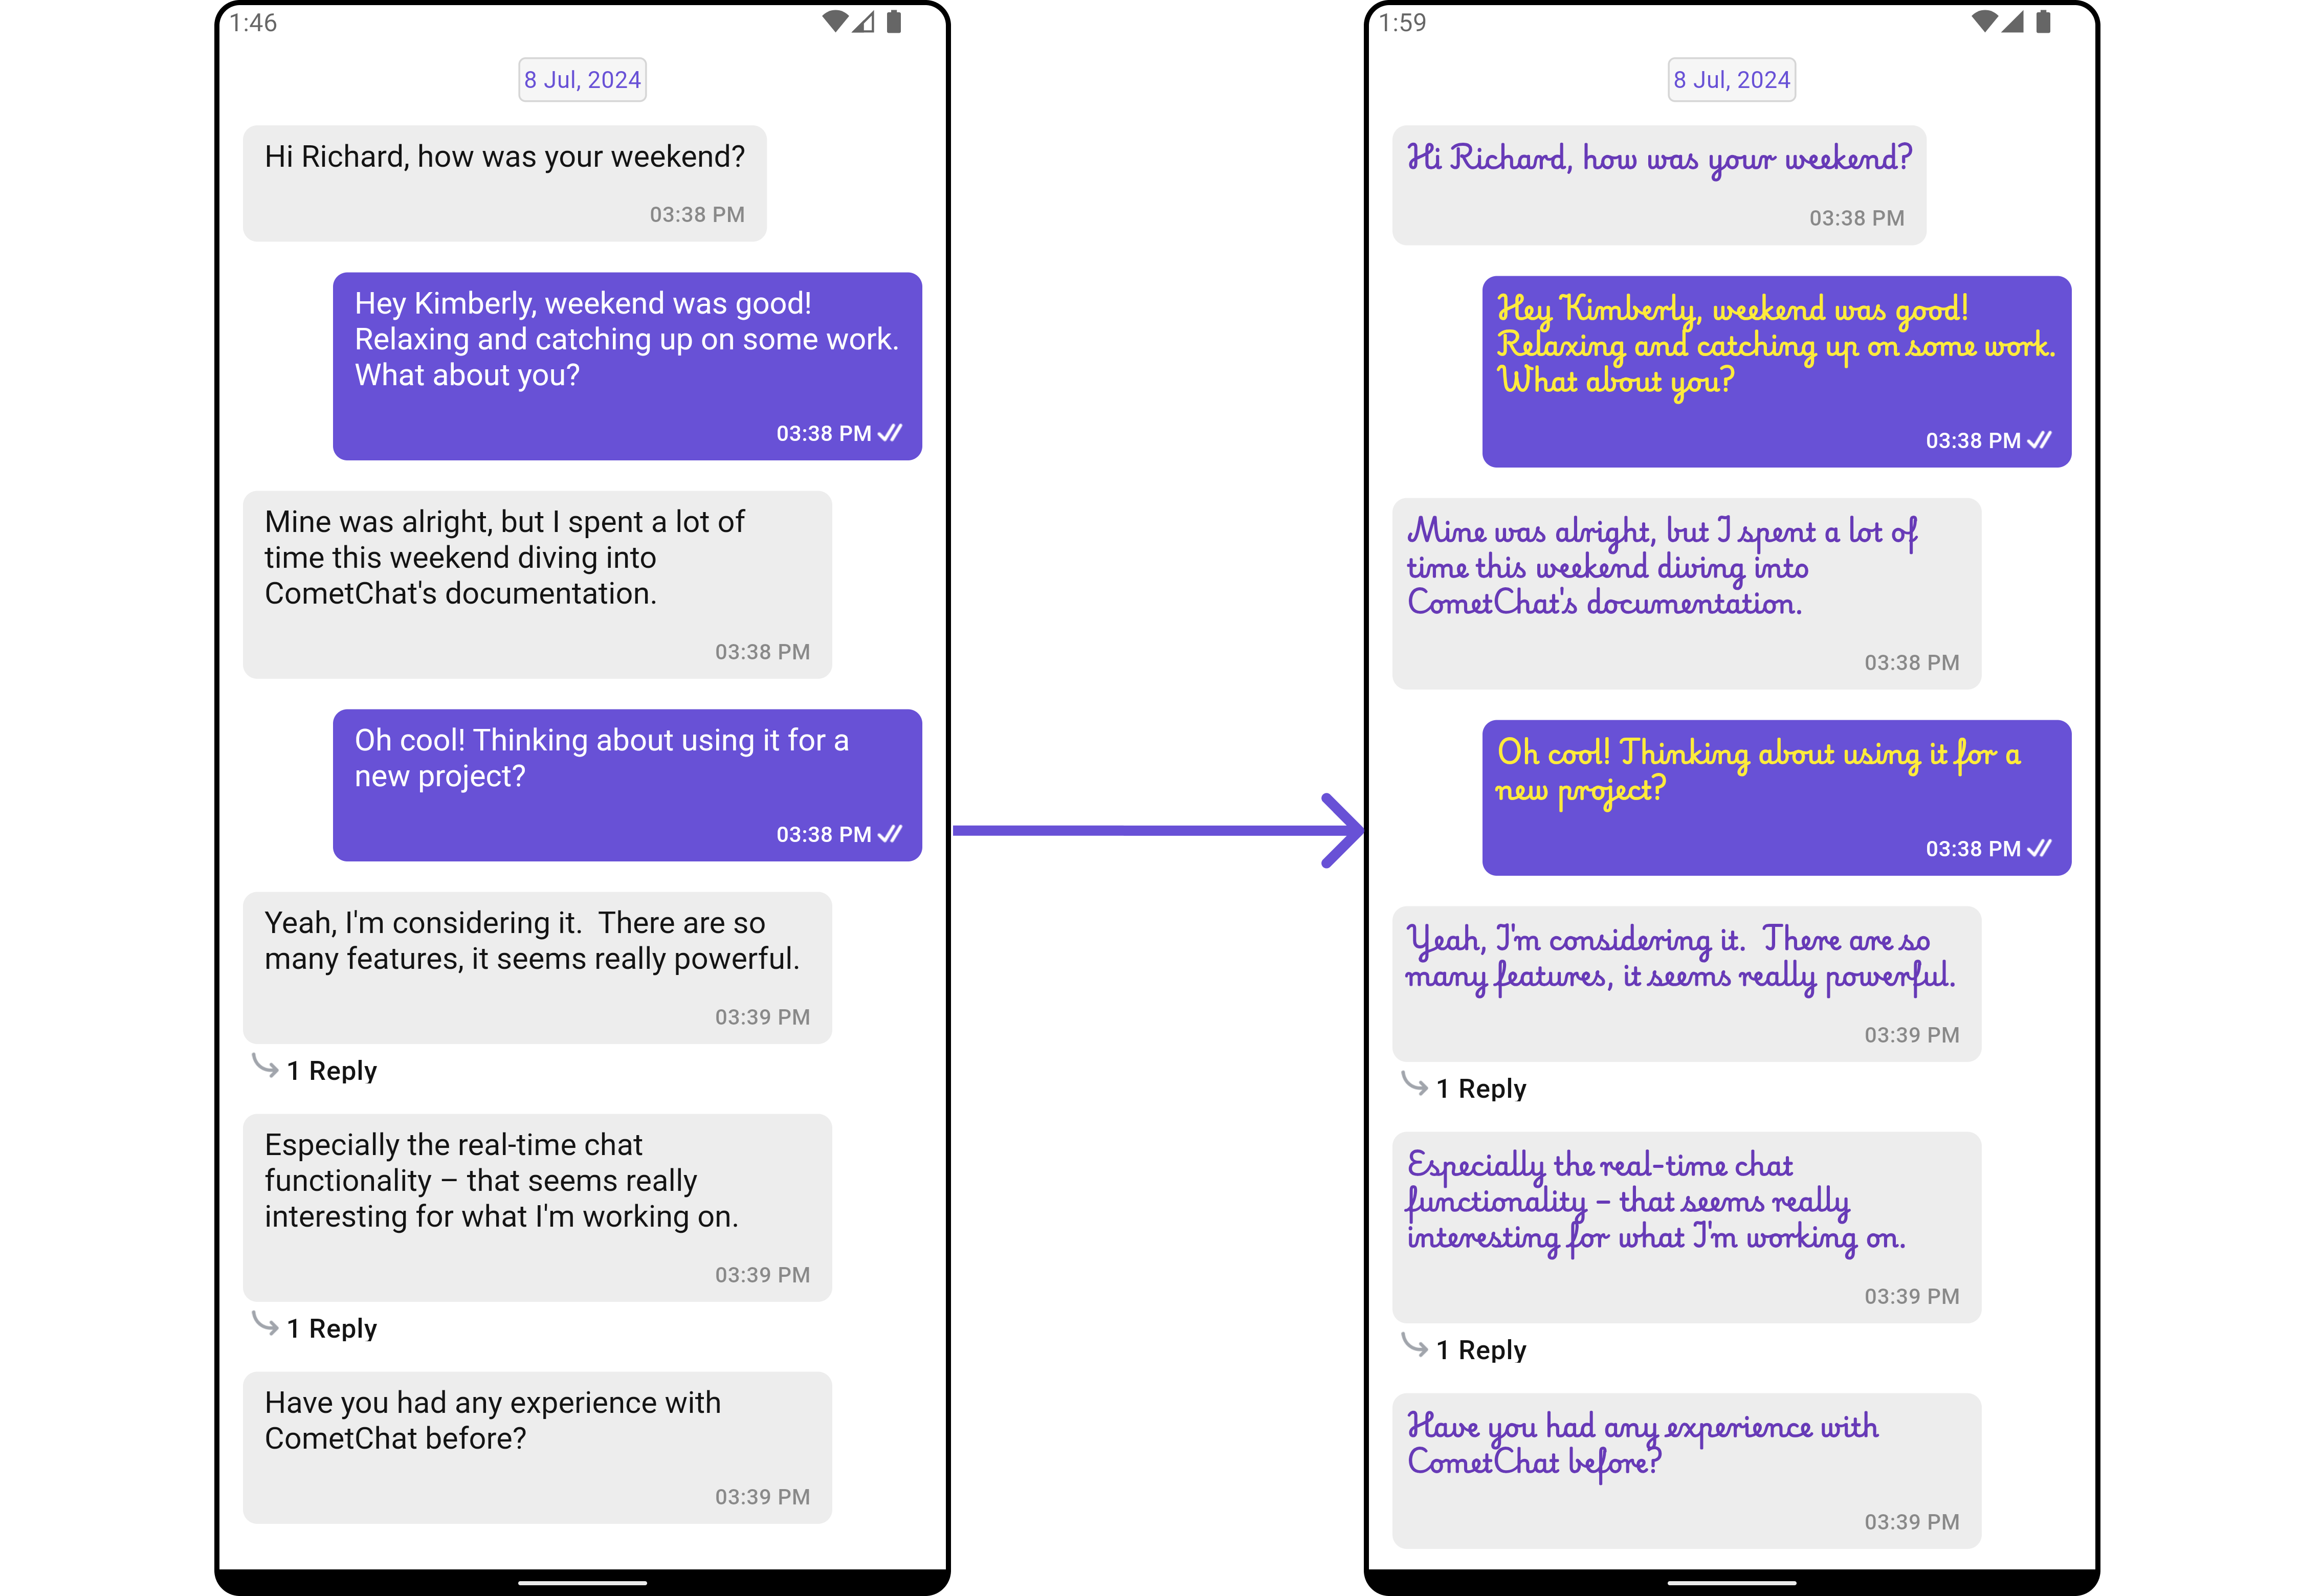 1:46
8 Jul, 2024
Hi Richard, how was your weekend?
03:38 PM
Hey Kimberly, weekend was good!
Relaxing and catching up on some work.
What about you?
03:38 PM
Mine was alright, but I spent a lot of
time this weekend diving into
CometChat's documentation.
03:38 PM
Oh cool! Thinking about using it for a
new project?
03:38 PM
Yeah, I'm considering it.  There are so
many features, it seems really powerful.
03:39 PM
1 Reply
Especially the real-time chat
functionality – that seems really
interesting for what I'm working on.
03:39 PM
1 Reply
Have you had any experience with
CometChat before?
03:39 PM
1:59
8 Jul, 2024
Hi Richard, how was your weekend?
03:38 PM
Hey Kimberly, weekend was good!
Relaxing and catching up on some work.
What about you?
03:38 PM
Mine was alright, but I spent a lot of
time this weekend diving into
CometChat's documentation.
03:38 PM
Oh cool! Thinking about using it for a
new project?
03:38 PM
Yeah, I'm considering it.  There are so
many features, it seems really powerful.
03:39 PM
1 Reply
Especially the real-time chat
functionality – that seems really
interesting for what I'm working on.
03:39 PM
1 Reply
Have you had any experience with
CometChat before?
03:39 PM